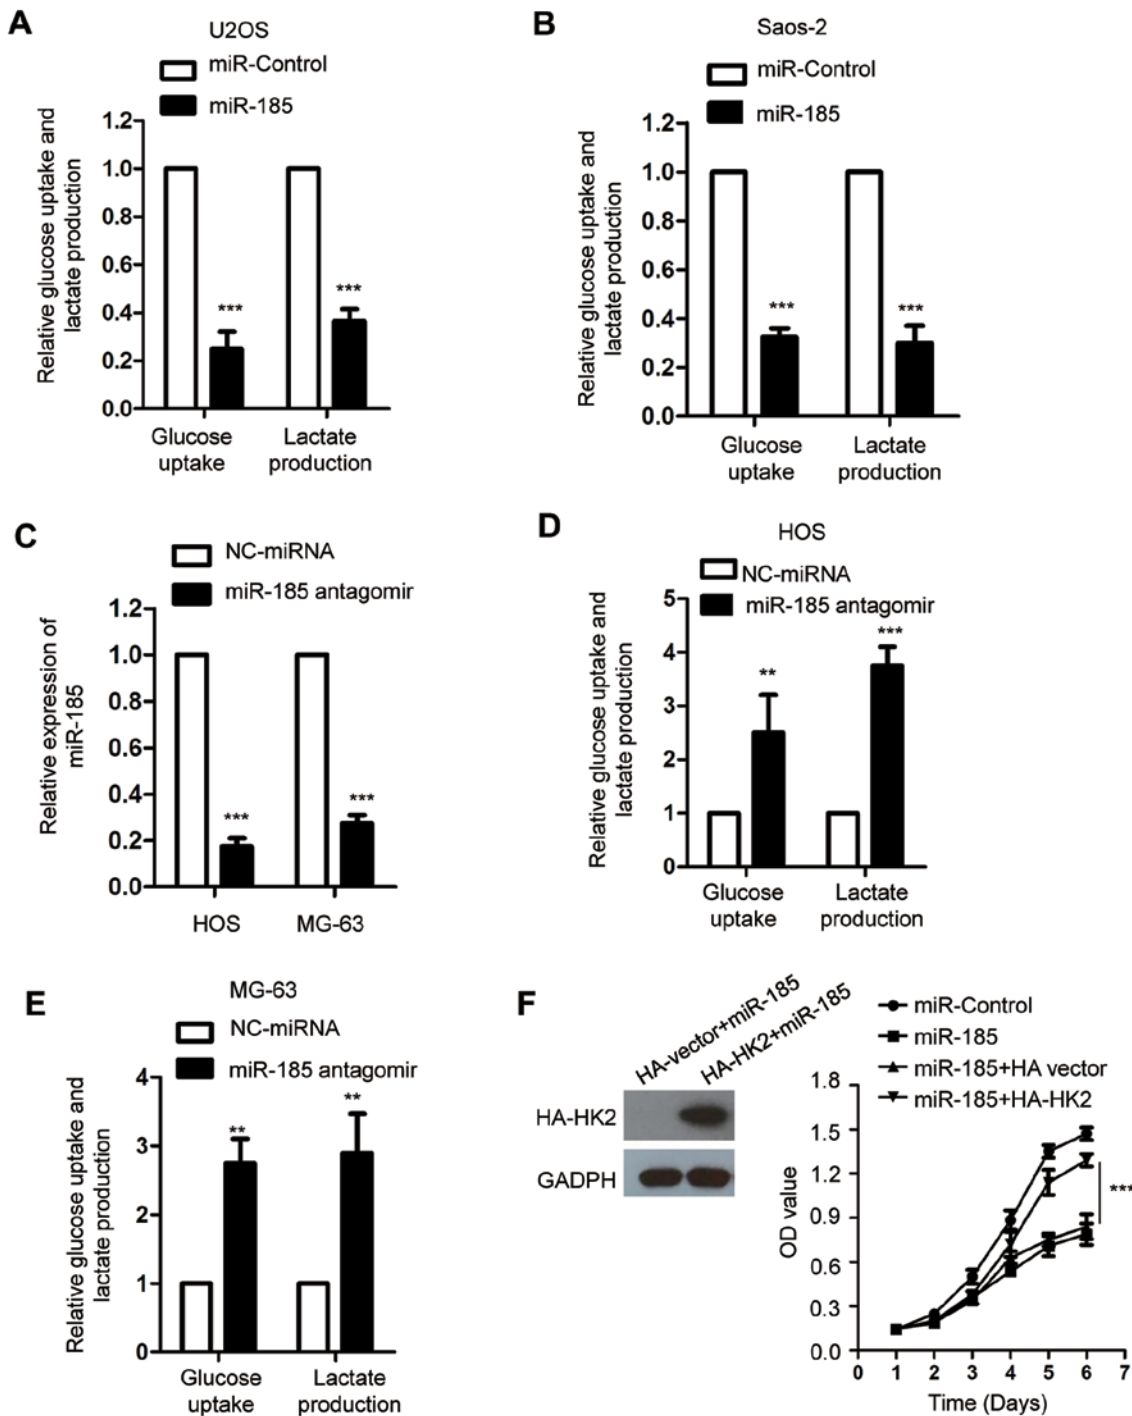 A
U2OS
miR-Control
miR-185
Relative glucose uptake and
lactate production
1.2
1.0
0.8
0.6
0.4
0.2
0.0
***
***
Glucose
uptake
Lactate
production
B
Saos-2
miR-Control
miR-185
Relative glucose uptake and
lactate production
1.2
1.0
0.8
0.6
0.4
0.2
0.0
***
***
Glucose
uptake
Lactate
production
C
NC-miRNA
miR-185 antagomir
Relative expression of
miR-185
1.2
1.0
0.8
0.6
0.4
0.2
0.0
***
***
HOS
MG-63
D
HOS
NC-miRNA
miR-185 antagomir
Relative glucose uptake and
lactate production
5
4
3
2
1
0
**
***
Glucose
uptake
Lactate
production
E
MG-63
NC-miRNA
miR-185 antagomir
Relative glucose uptake and
lactate production
4
3
2
1
0
**
**
Glucose
uptake
Lactate
production
F
HA-vector+miR-185
HA-HK2+miR-185
HA-HK2
GADPH
miR-Control
miR-185
miR-185+HA vector
miR-185+HA-HK2
OD value
1.8
1.5
1.2
0.9
0.6
0.3
0.0
***
0 1 2 3 4 5 6 7
Time (Days)